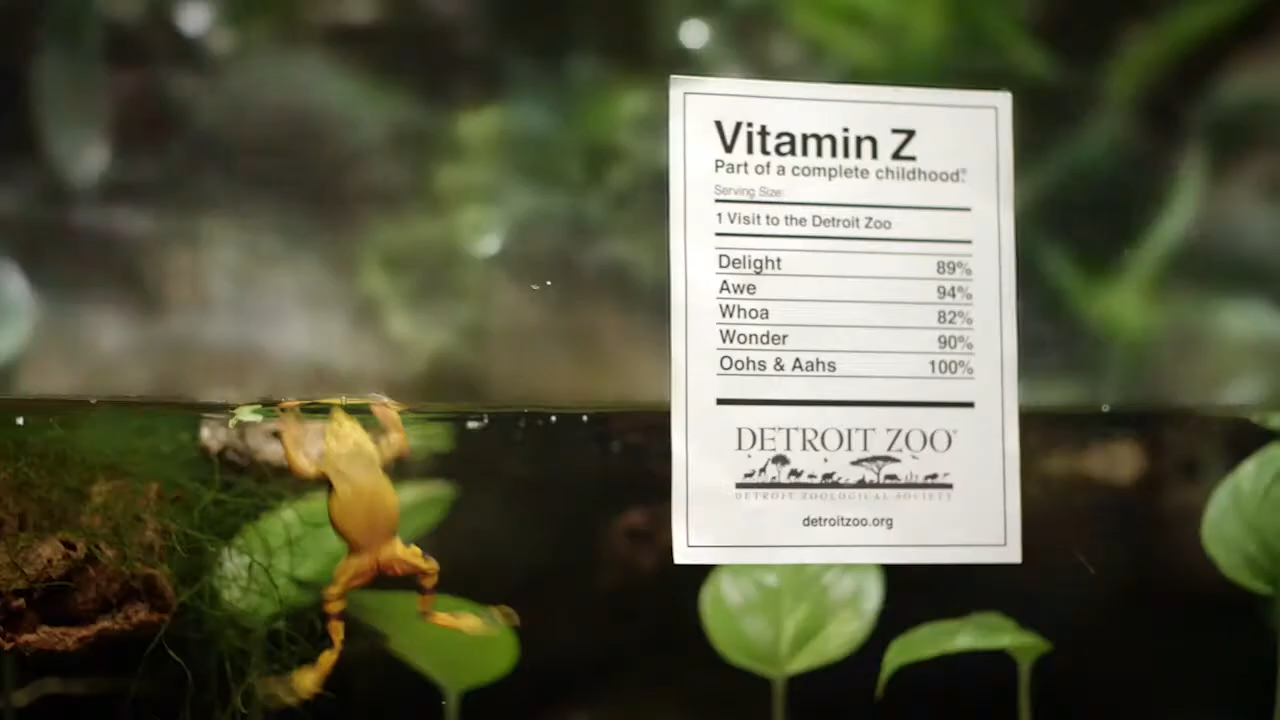 Vitamin Z
Part of a complete childhood®.
Serving Size:
1 Visit to the Detroit Zoo
Delight 89%
Awe 94%
Whoa 82%
Wonder 90%
Oohs & Aahs 100%
DETROIT ZOO®
DETROIT ZOOLOGICAL SOCIETY
detroitzoo.org